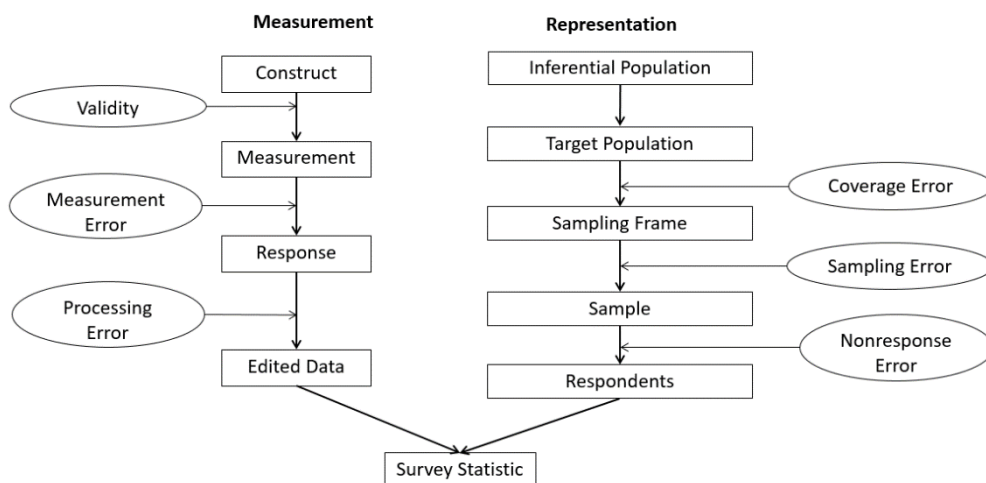 Measurement
Representation
Construct
Validity
Measurement
Measurement
Error
Response
Processing
Error
Edited Data
Inferential Population
Target Population
Coverage Error
Sampling Frame
Sampling Error
Sample
Nonresponse
Error
Respondents
Survey Statistic